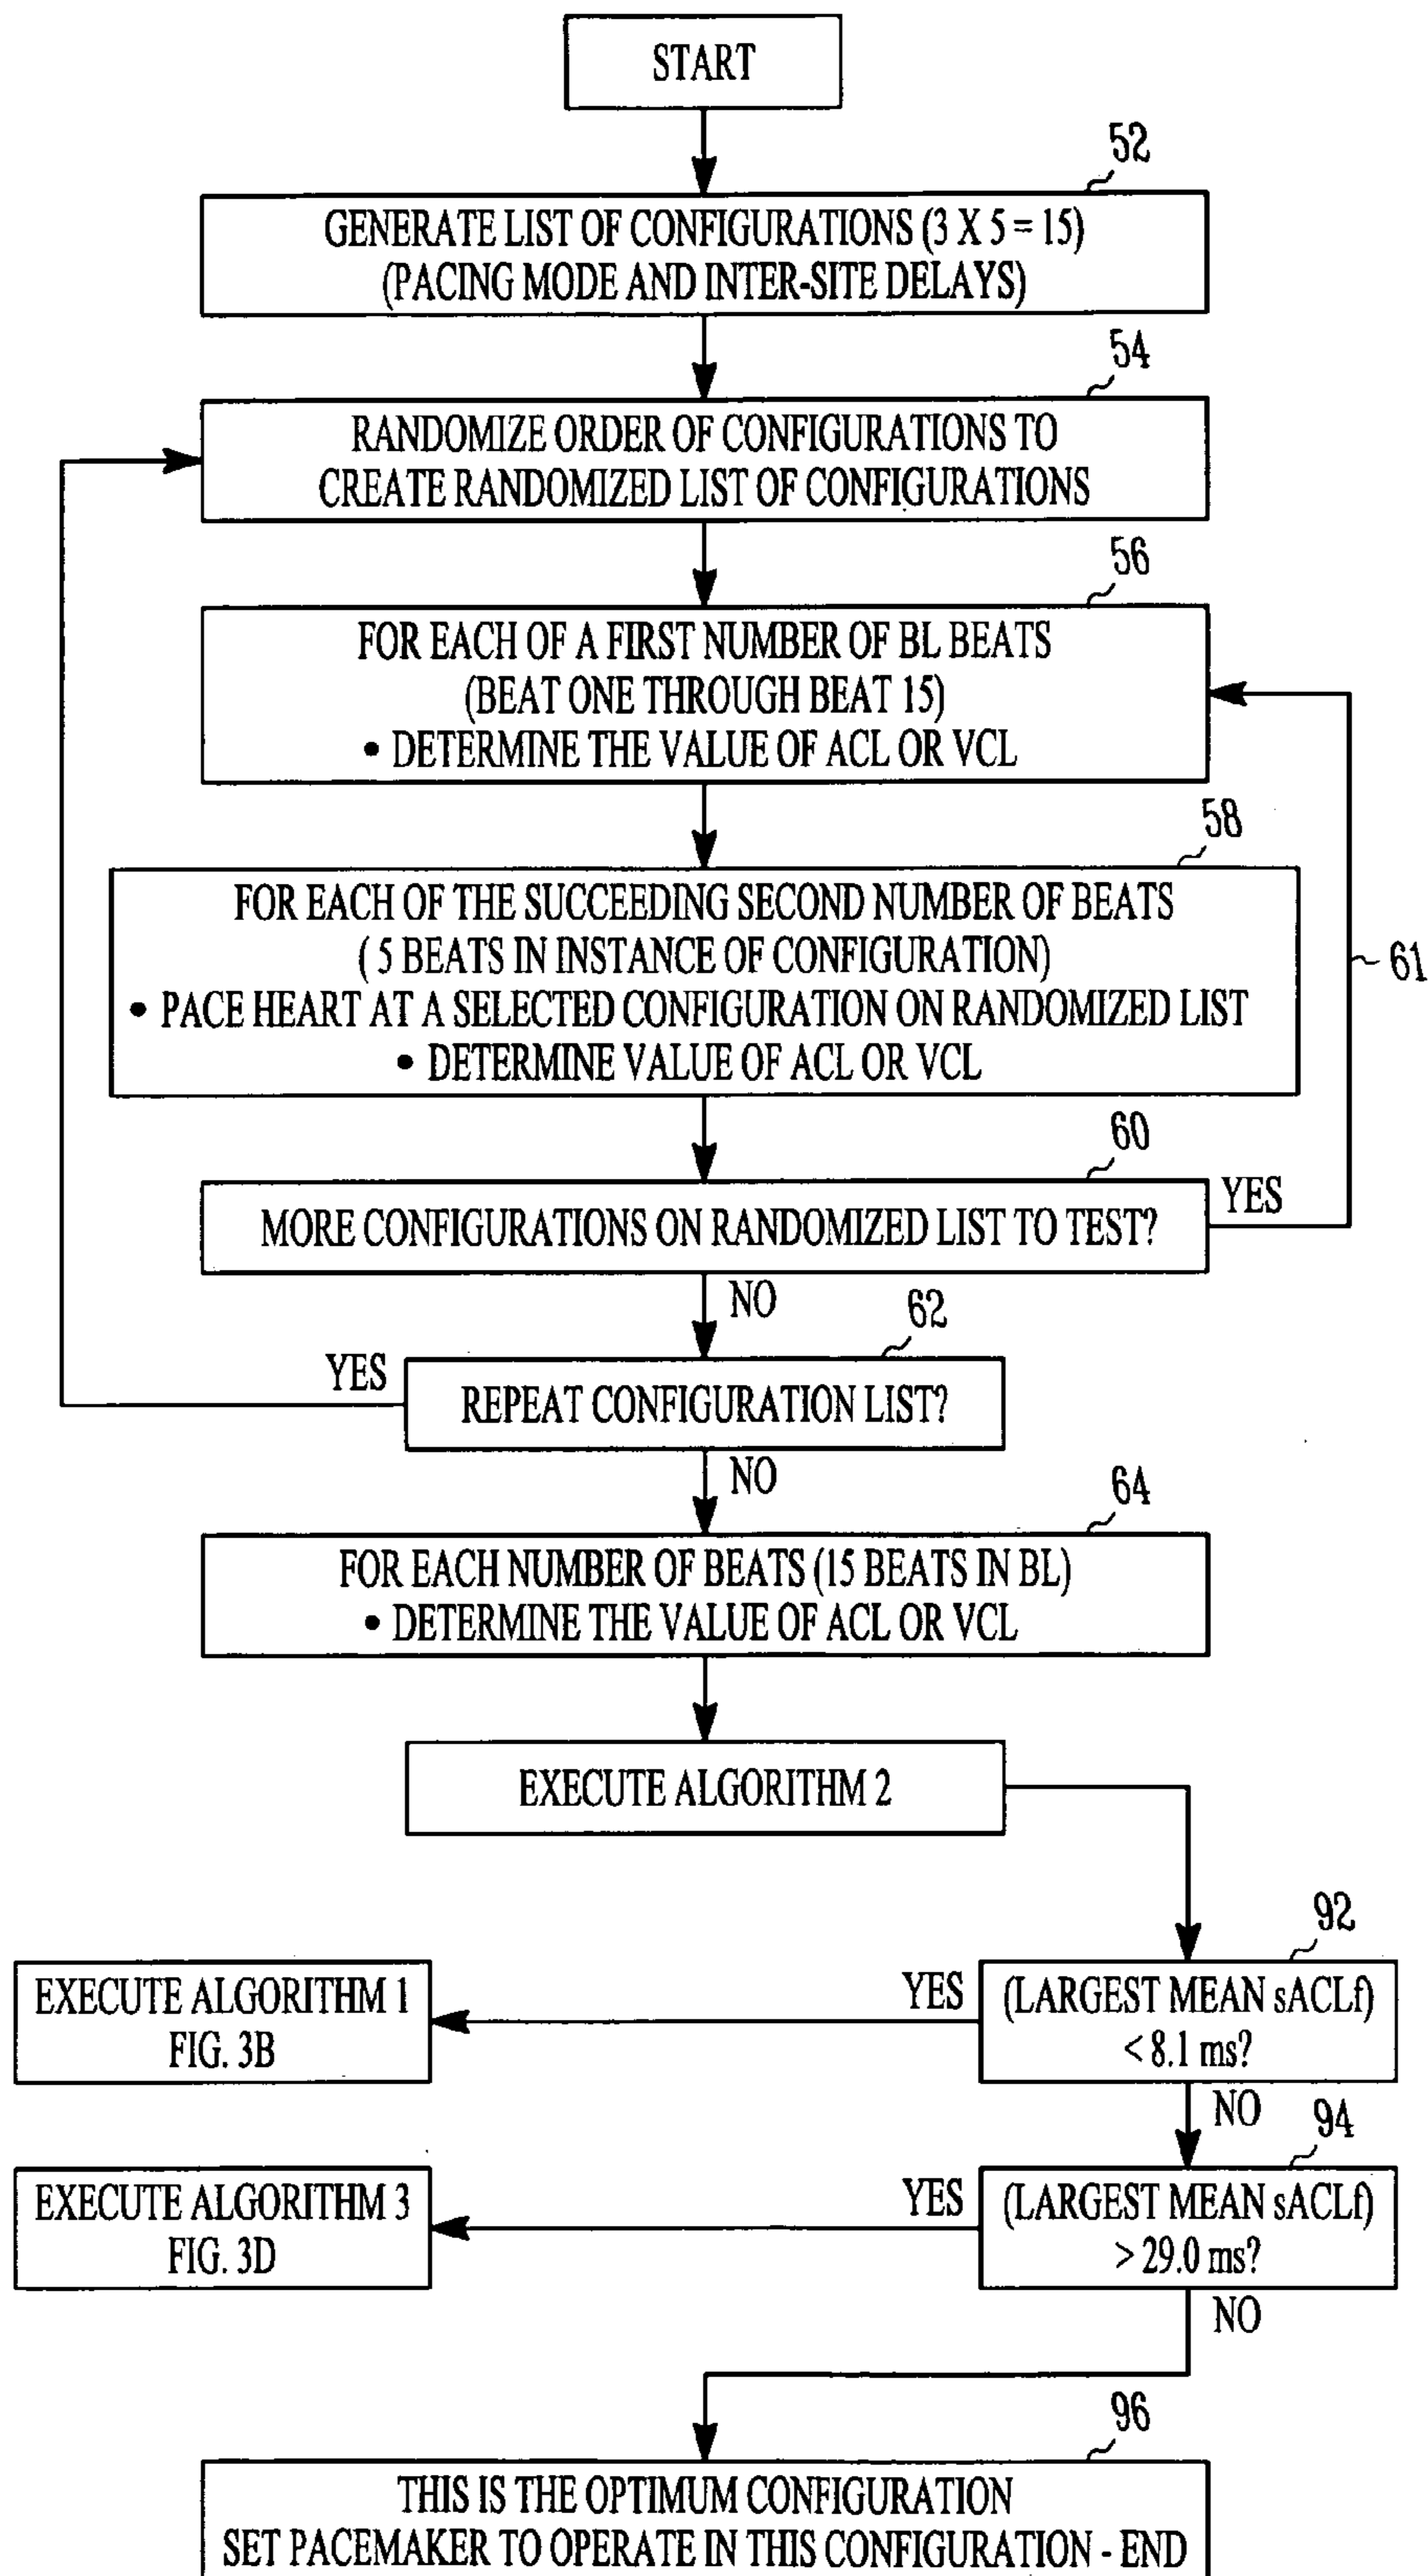 START
52
GENERATE LIST OF CONFIGURATIONS (3 X 5 = 15)
(PACING MODE AND INTER-SITE DELAYS)
54
RANDOMIZE ORDER OF CONFIGURATIONS TO
CREATE RANDOMIZED LIST OF CONFIGURATIONS
56
FOR EACH OF A FIRST NUMBER OF BL BEATS
(BEAT ONE THROUGH BEAT 15)
• DETERMINE THE VALUE OF ACL OR VCL
58
FOR EACH OF THE SUCCEEDING SECOND NUMBER OF BEATS
( 5 BEATS IN INSTANCE OF CONFIGURATION)
• PACE HEART AT A SELECTED CONFIGURATION ON RANDOMIZED LIST
• DETERMINE VALUE OF ACL OR VCL
61
60
MORE CONFIGURATIONS ON RANDOMIZED LIST TO TEST?
YES
NO
62
YES
REPEAT CONFIGURATION LIST?
NO
64
FOR EACH NUMBER OF BEATS (15 BEATS IN BL)
• DETERMINE THE VALUE OF ACL OR VCL
EXECUTE ALGORITHM 2
92
(LARGEST MEAN sACLf)
< 8.1 ms?
YES
EXECUTE ALGORITHM 1
FIG. 3B
NO
94
(LARGEST MEAN sACLf)
> 29.0 ms?
YES
EXECUTE ALGORITHM 3
FIG. 3D
NO
96
THIS IS THE OPTIMUM CONFIGURATION
SET PACEMAKER TO OPERATE IN THIS CONFIGURATION - END